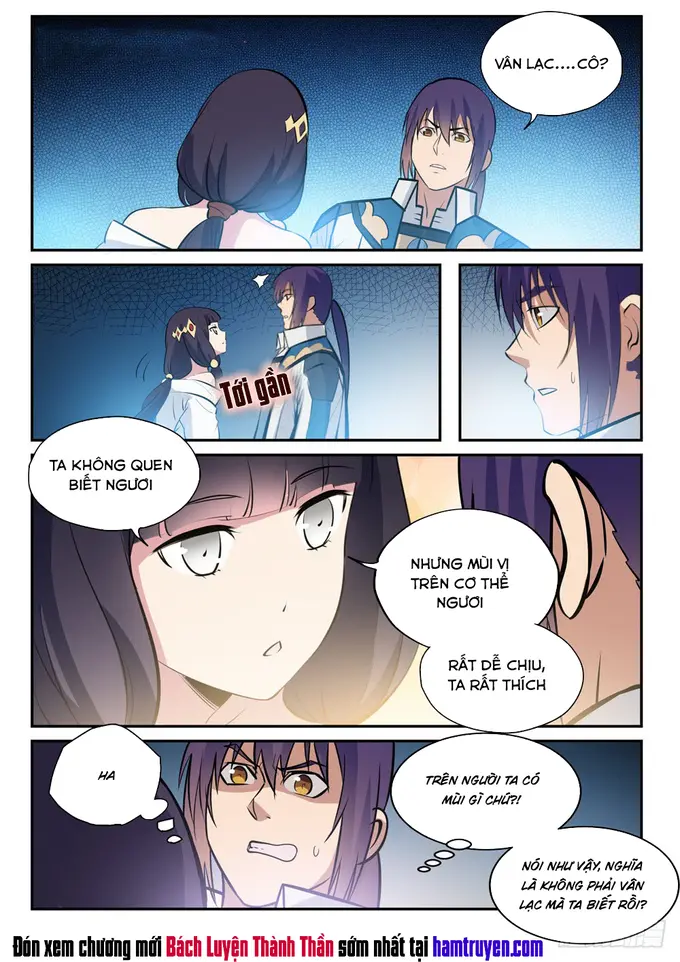 VÂN LẠC....CÔ?
Tới gần
TA KHÔNG QUEN
BIẾT NGƯƠI
NHƯNG MÙI VỊ
TRÊN CƠ THỂ
NGƯƠI
RẤT DỄ CHỊU,
TA RẤT THÍCH
HA
TRÊN NGƯỜI TA CÓ
MÙI GÌ CHỨ?!
NÓI NHƯ VẬY, NGHĨA
LÀ KHÔNG PHẢI VÂN
LẠC MÀ TA BIẾT RỒI?
Đón xem chương mới Bách Luyện Thành Thần sớm nhất tại hamtruyen.com